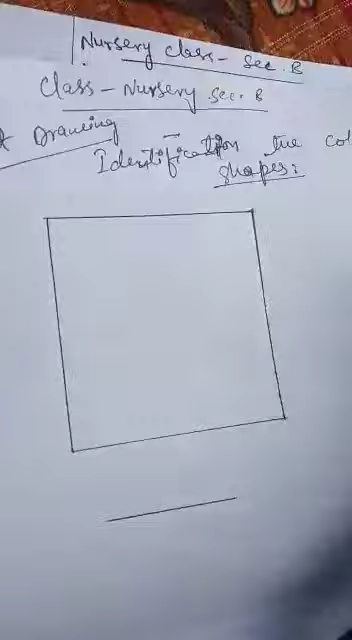 Nursery class - Sec. B
Class - Nursery Sec. B
Drawing
Identification the col
shapes: